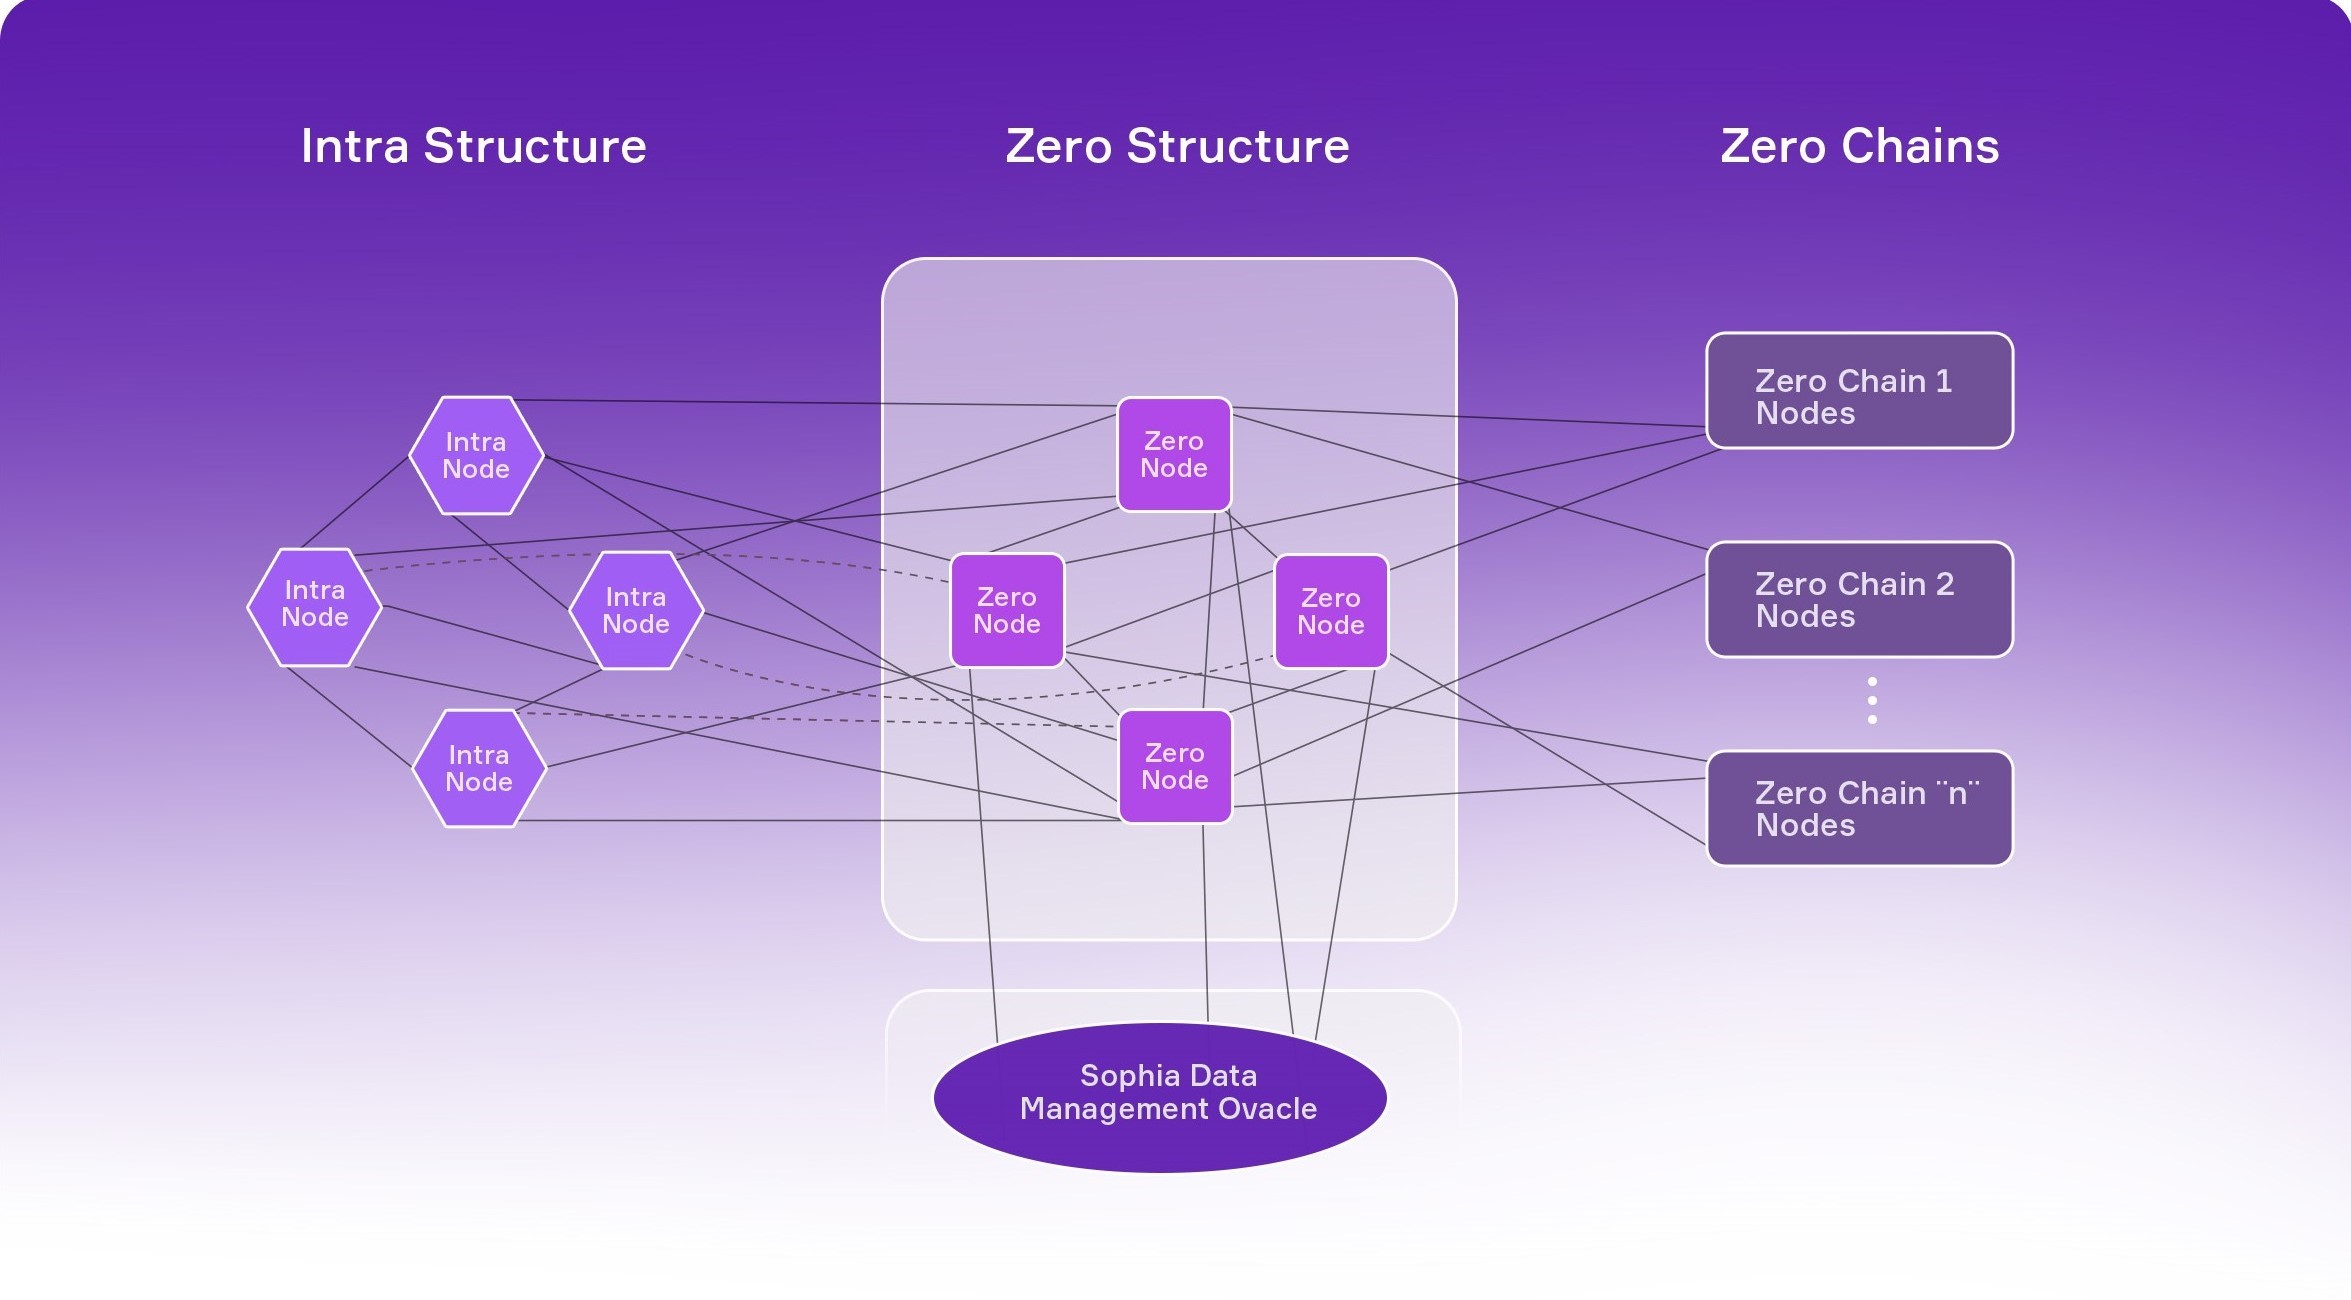 Intra Structure
Zero Structure
Zero Chains
Intra
Node
Intra
Node
Intra
Node
Intra
Node
Zero
Node
Zero
Node
Zero
Node
Zero
Node
Zero Chain 1
Nodes
Zero Chain 2
Nodes
Zero Chain ¨n¨
Nodes
Sophia Data
Management Ovacle